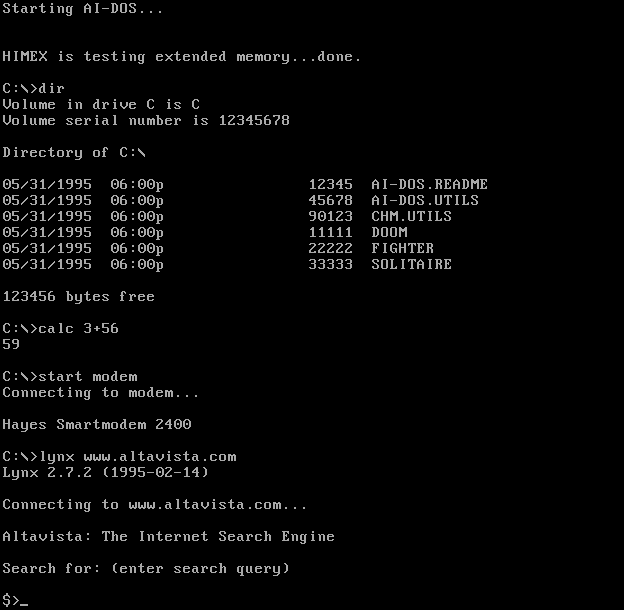 Starting AI-DOS...
HIMEX is testing extended memory...done.
C:\>dir
Volume in drive C is C
Volume serial number is 12345678
Directory of C:\
05/31/1995 06:00p 12345 AI-DOS.README
05/31/1995 06:00p 45678 AI-DOS.UTILS
05/31/1995 06:00p 90123 CHM.UTILS
05/31/1995 06:00p 11111 DOOM
05/31/1995 06:00p 22222 FIGHTER
05/31/1995 06:00p 33333 SOLITAIRE
123456 bytes free
C:\>calc 3+56
59
C:\>start modem
Connecting to modem...
Hayes Smartmodem 2400
C:\>lynx www.altavista.com
Lynx 2.7.2 (1995-02-14)
Connecting to www.altavista.com...
Altavista: The Internet Search Engine
Search for: (enter search query)
$>_